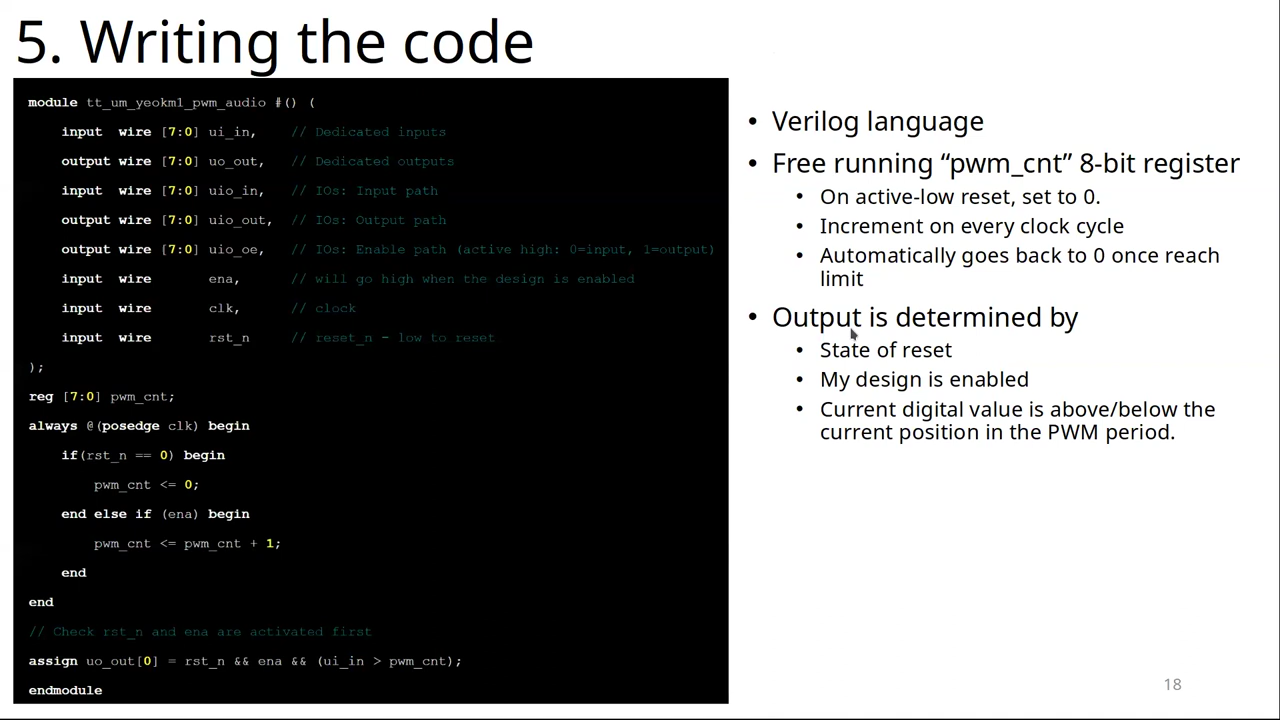 5. Writing the code
module tt_um_yeokm1_pwm_audio #() (
input wire [7:0] ui_in, // Dedicated inputs
output wire [7:0] uo_out, // Dedicated outputs
input wire [7:0] uio_in, // IOs: Input path
output wire [7:0] uio_out, // IOs: Output path
output wire [7:0] uio_oe, // IOs: Enable path (active high: 0=input, 1=output)
input wire ena, // will go high when the design is enabled
input wire clk, // clock
input wire rst_n // reset_n - low to reset
);
reg [7:0] pwm_cnt;
always @(posedge clk) begin
if(rst_n == 0) begin
pwm_cnt <= 0;
end else if (ena) begin
pwm_cnt <= pwm_cnt + 1;
end
end
// Check rst_n and ena are activated first
assign uo_out[0] = rst_n && ena && (ui_in > pwm_cnt);
endmodule
• Verilog language
• Free running “pwm_cnt” 8-bit register
• On active-low reset, set to 0.
• Increment on every clock cycle
• Automatically goes back to 0 once reach
limit
• Output is determined by
• State of reset
• My design is enabled
• Current digital value is above/below the
current position in the PWM period.
18